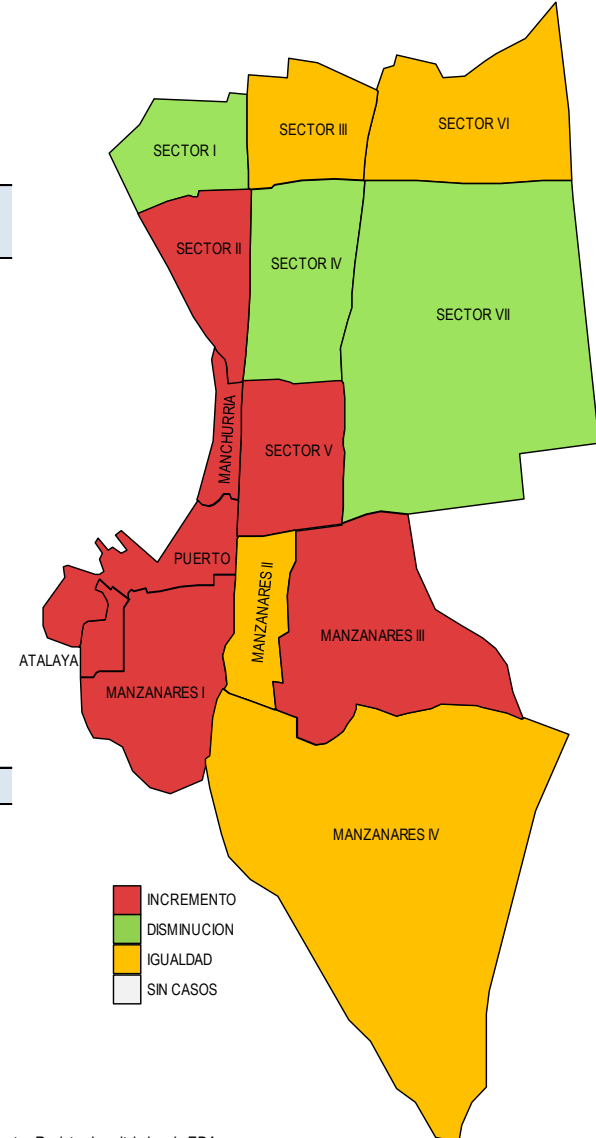 SECTOR I
SECTOR III
SECTOR VI
SECTOR II
SECTOR IV
SECTOR VII
MANCHURRIA
SECTOR V
PUERTO
MANZANARES II
ATALAYA
MANZANARES III
MANZANARES I
MANZANARES IV
INCREMENTO
DISMINUCION
IGUALDAD
SIN CASOS